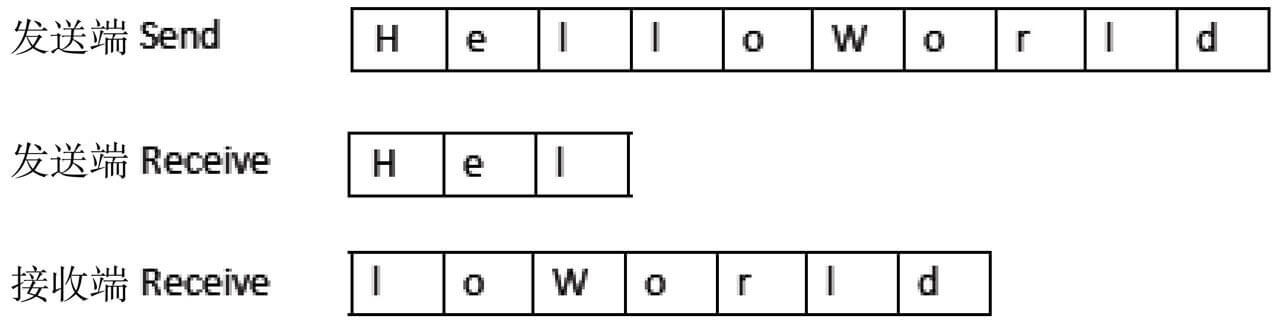 发送端 Send H e l l o W o r l d
发送端 Receive H e l
接收端 Receive l o W o r l d